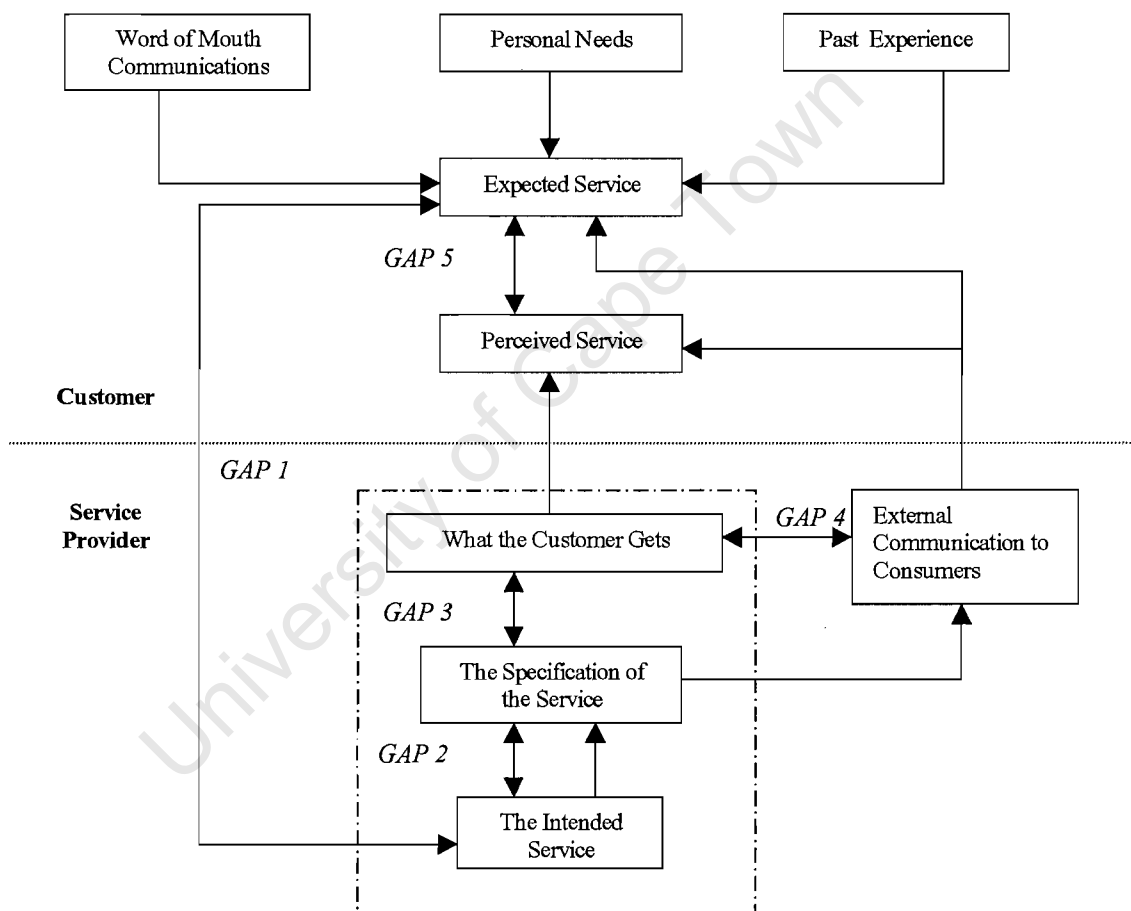 Word of Mouth
Communications
Personal Needs
Past Experience
Expected Service
GAP 5
Perceived Service
Customer
GAP 1
Service
Provider
What the Customer Gets
GAP 4
External
Communication to
Consumers
GAP 3
The Specification of
the Service
GAP 2
The Intended
Service
University of Cape Town